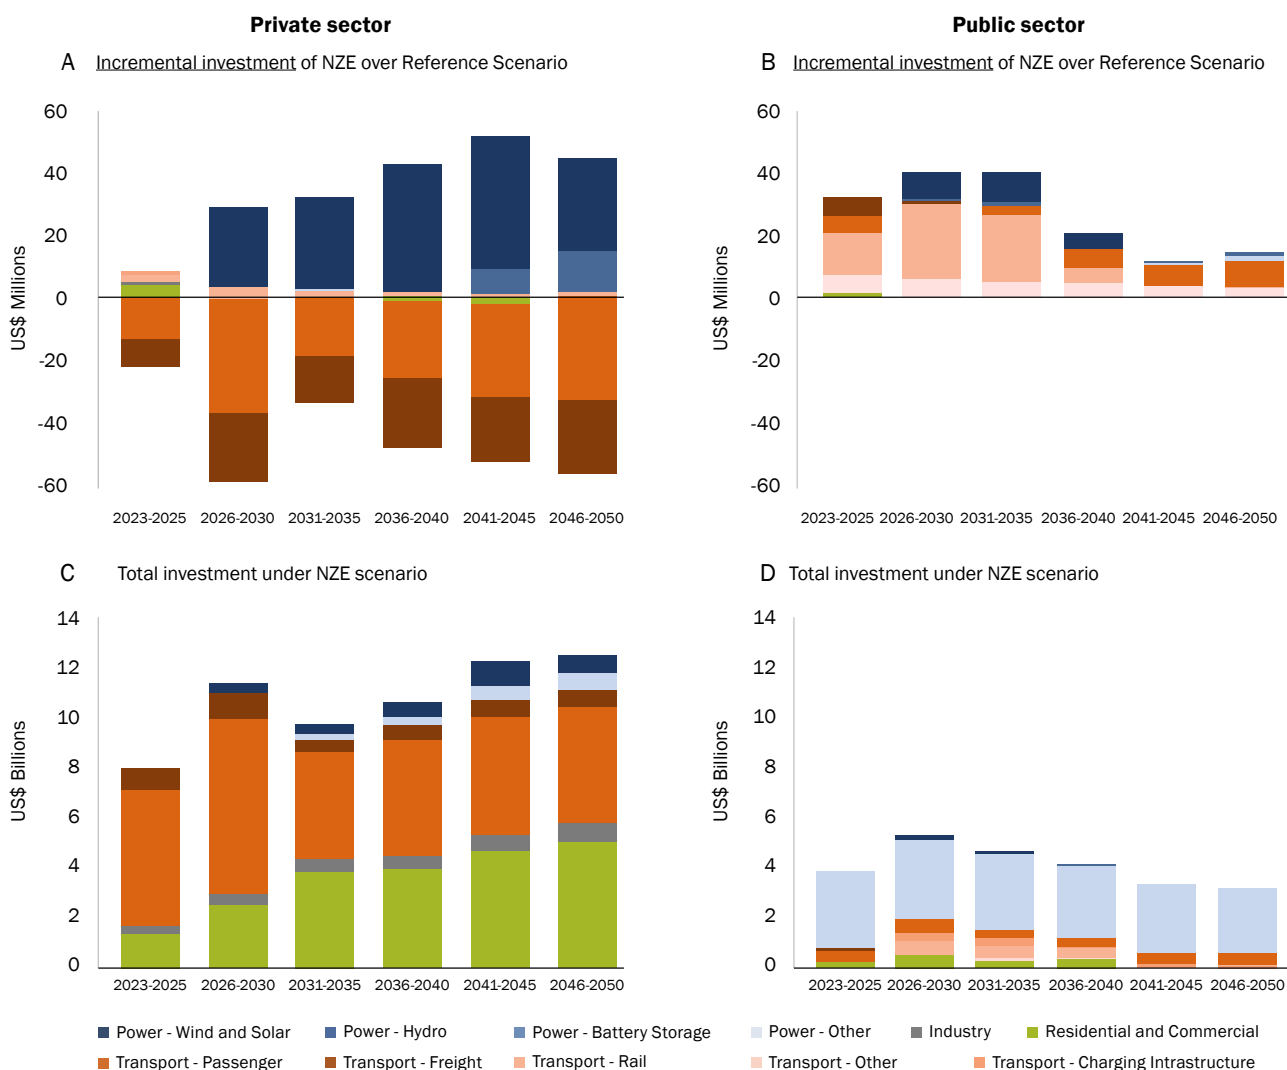 Private sector
Public sector
A Incremental investment of NZE over Reference Scenario
B Incremental investment of NZE over Reference Scenario
US$ Millions
60
40
20
0
-20
-40
-60
2023-2025 2026-2030 2031-2035 2036-2040 2041-2045 2046-2050
US$ Millions
60
40
20
0
-20
-40
-60
2023-2025 2026-2030 2031-2035 2036-2040 2041-2045 2046-2050
C Total investment under NZE scenario
D Total investment under NZE scenario
US$ Billions
14
12
10
8
6
4
2
0
2023-2025 2026-2030 2031-2035 2036-2040 2041-2045 2046-2050
US$ Billions
14
12
10
8
6
4
2
0
2023-2025 2026-2030 2031-2035 2036-2040 2041-2045 2046-2050
Power - Wind and Solar Power - Hydro Power - Battery Storage Power - Other Industry Residential and Commercial
Transport - Passenger Transport - Freight Transport - Rail Transport - Other Transport - Charging Intrastructure